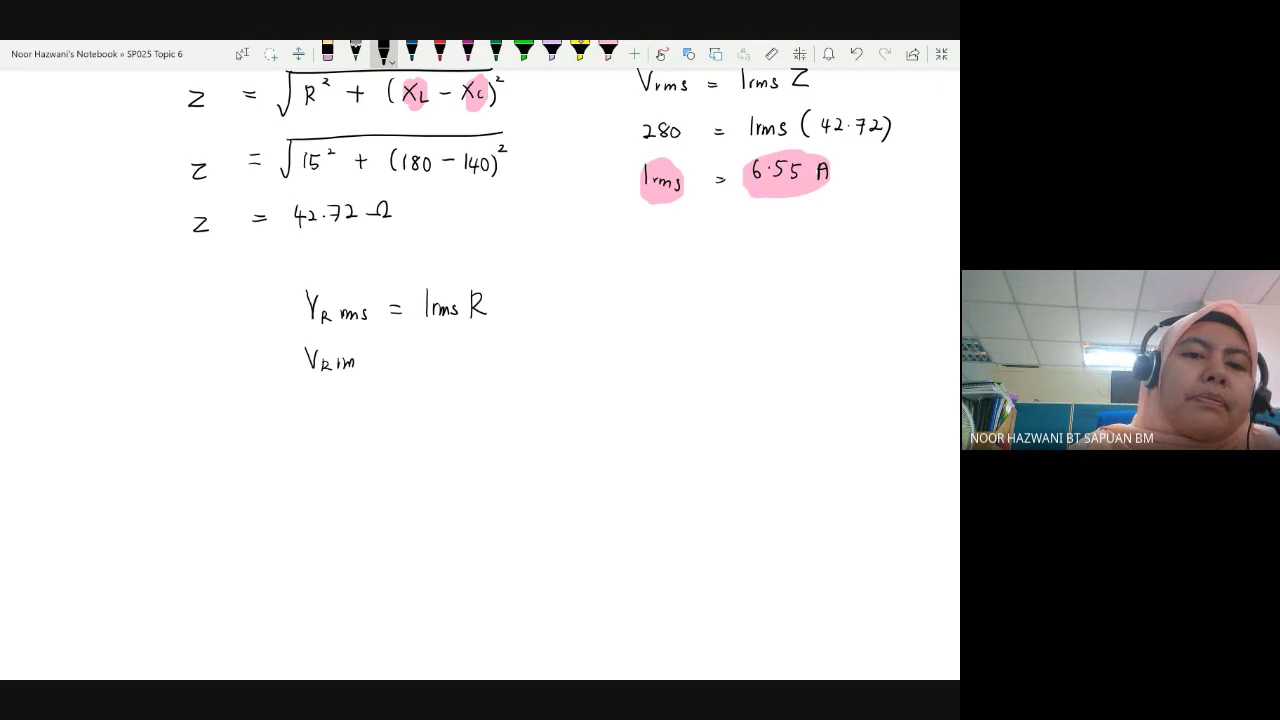 Noor Hazwani's Notebook » SP025 Topic 6
Z = √R² + (XL - Xc)²
Z = √15² + (180 - 140)²
Z = 42.72 Ω
Vrms = Irms Z
280 = Irms (42.72)
Irms = 6.55 A
VR rms = Irms R
VR rm
NOOR HAZWANI BT SAPUAN BM